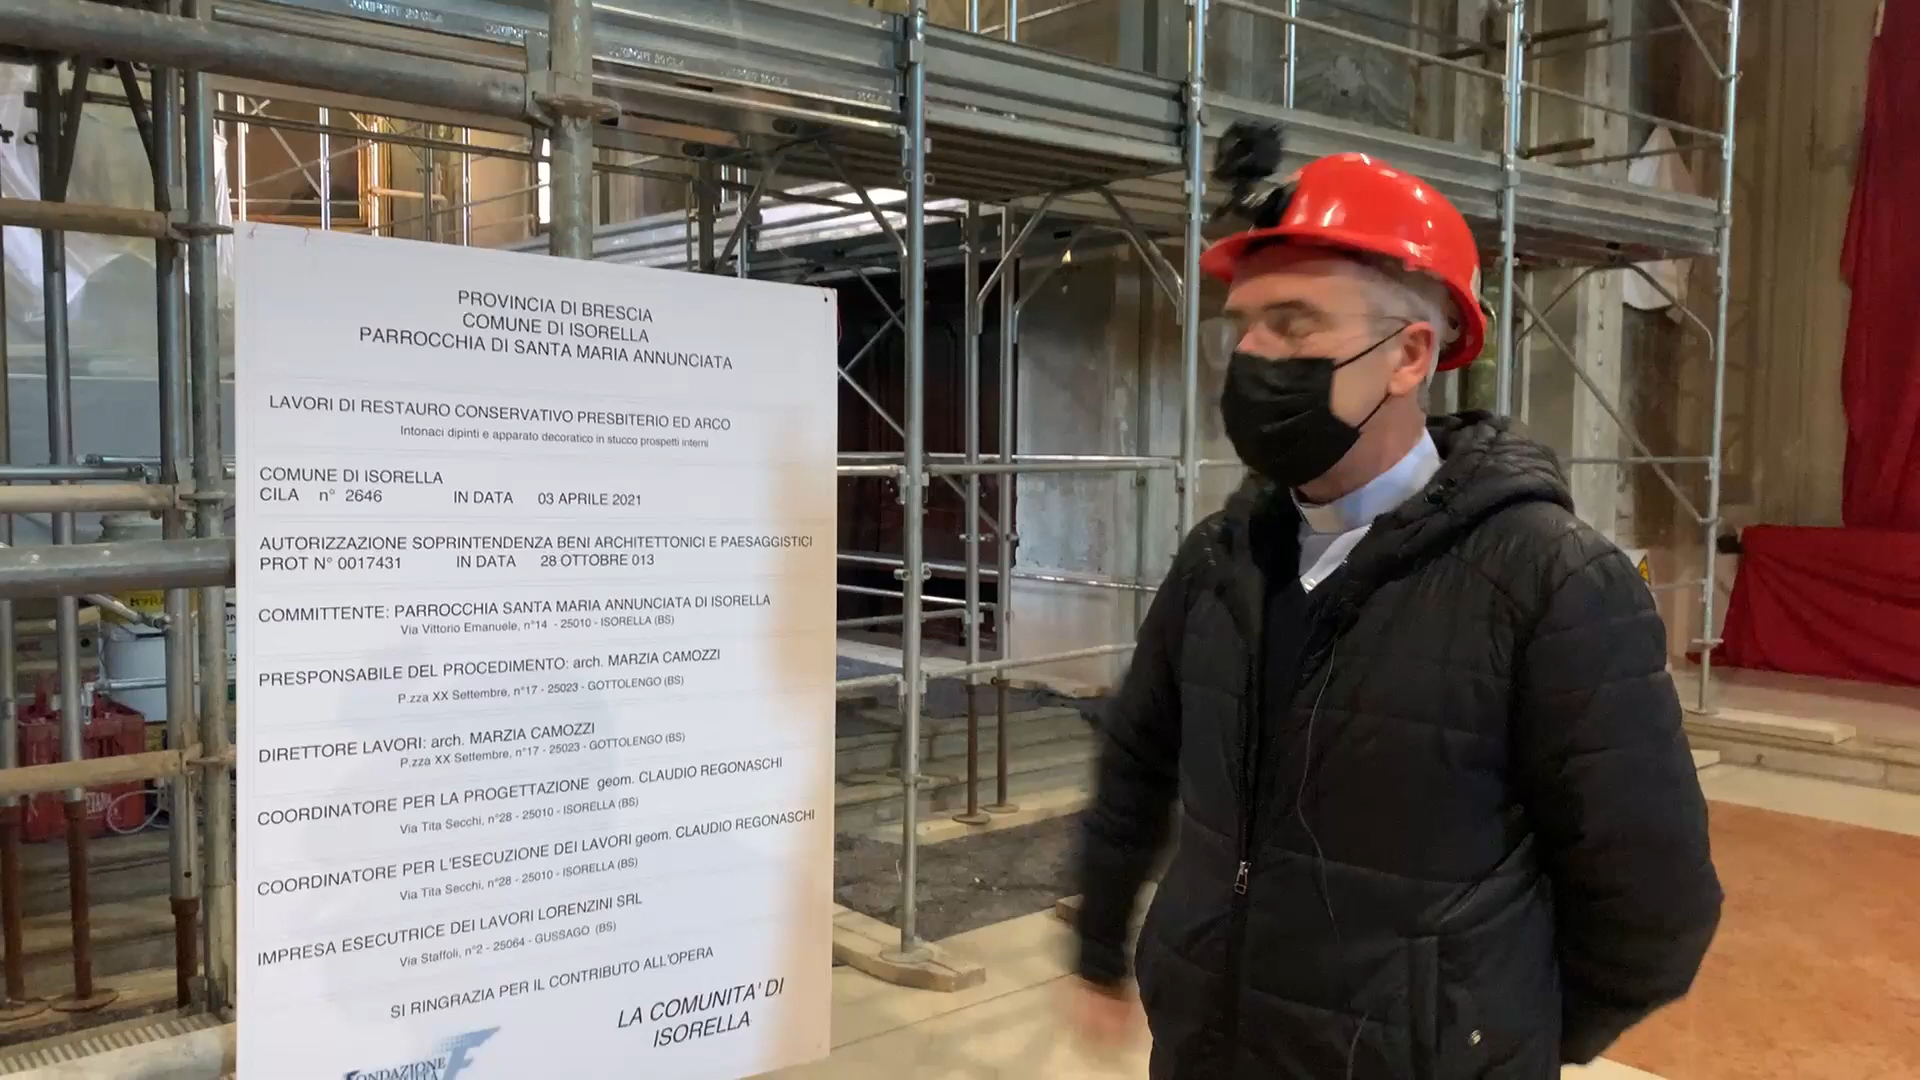 PROVINCIA DI BRESCIA
COMUNE DI ISORELLA
PARROCCHIA DI SANTA MARIA ANNUNCIATA
LAVORI DI RESTAURO CONSERVATIVO PRESBITERIO ED ARCO
Intonaci dipinti e apparato decoratico in stucco prospetti interni
COMUNE DI ISORELLA
CILA n° 2646 IN DATA 03 APRILE 2021
AUTORIZZAZIONE SOPRINTENDENZA BENI ARCHITETTONICI E PAESAGGISTICI
PROT N° 0017431 IN DATA 28 OTTOBRE 013
COMMITTENTE: PARROCCHIA SANTA MARIA ANNUNCIATA DI ISORELLA
Via Vittorio Emanuele, n°14 - 25010 - ISORELLA (BS)
PRESPONSABILE DEL PROCEDIMENTO: arch. MARZIA CAMOZZI
P.zza XX Settembre, n°17 - 25023 - GOTTOLENGO (BS)
DIRETTORE LAVORI: arch. MARZIA CAMOZZI
P.zza XX Settembre, n°17 - 25023 - GOTTOLENGO (BS)
COORDINATORE PER LA PROGETTAZIONE geom. CLAUDIO REGONASCHI
Via Tita Secchi, n°28 - 25010 - ISORELLA (BS)
COORDINATORE PER L'ESECUZIONE DEI LAVORI geom. CLAUDIO REGONASCHI
Via Tita Secchi, n°28 - 25010 - ISORELLA (BS)
IMPRESA ESECUTRICE DEI LAVORI LORENZINI SRL
Via Staffoli, n°2 - 25064 - GUSSAGO (BS)
SI RINGRAZIA PER IL CONTRIBUTO ALL'OPERA
LA COMUNITA' DI
ISORELLA
FONDAZIONE